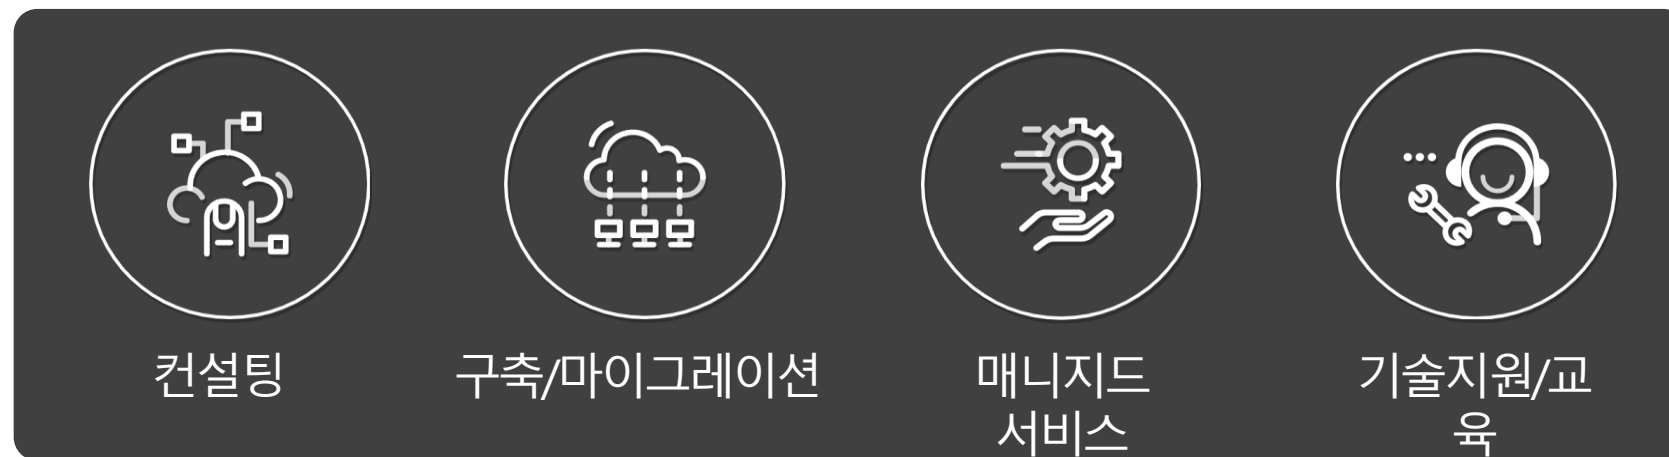 컨설팅
구축/마이그레이션
매니지드
서비스
기술지원/교
육